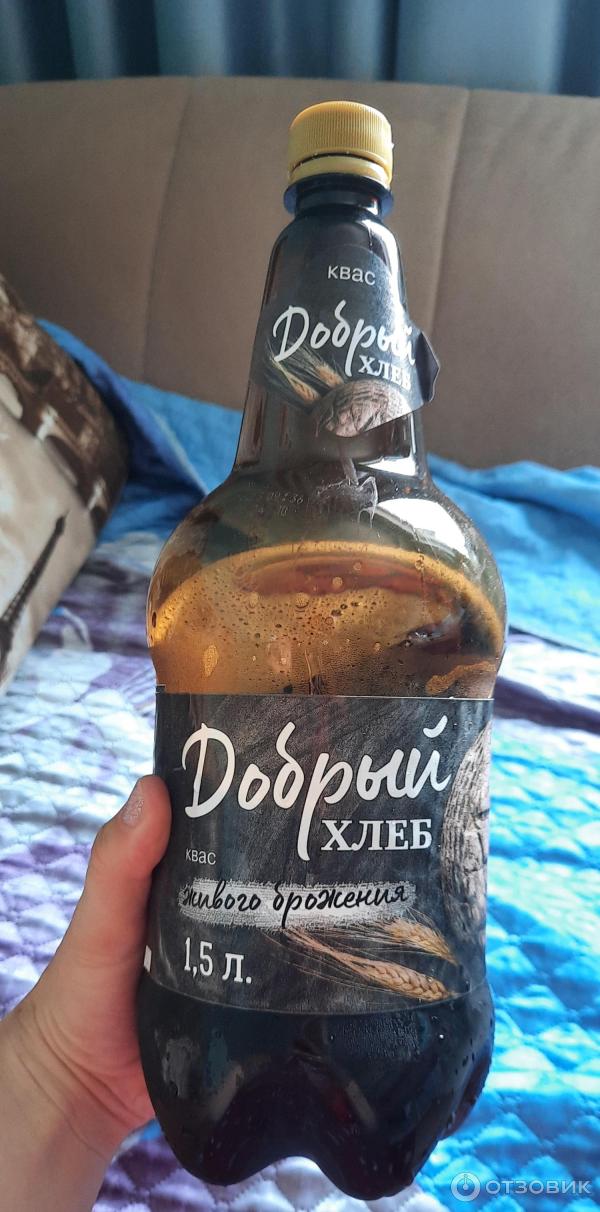 квас
Добрый
ХЛЕБ
Добрый
ХЛЕБ
квас
живого брожения
1,5 л.
ОТЗОВИК